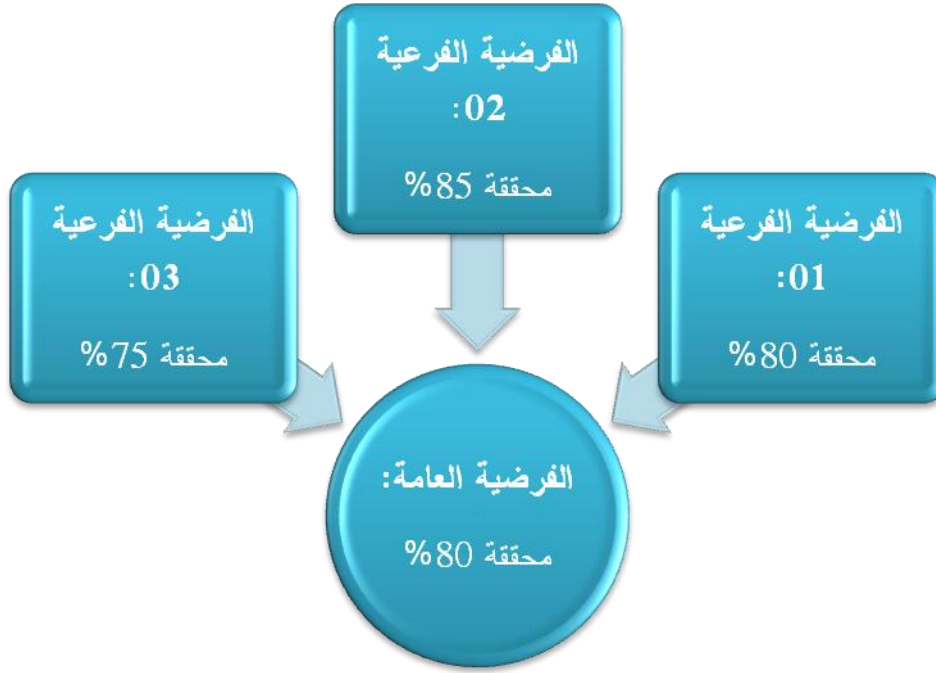 الفرضية الفرعية
02:
محققة 85%
الفرضية الفرعية
01:
محققة 80%
الفرضية الفرعية
03:
محققة 75%
الفرضية العامة:
محققة 80%